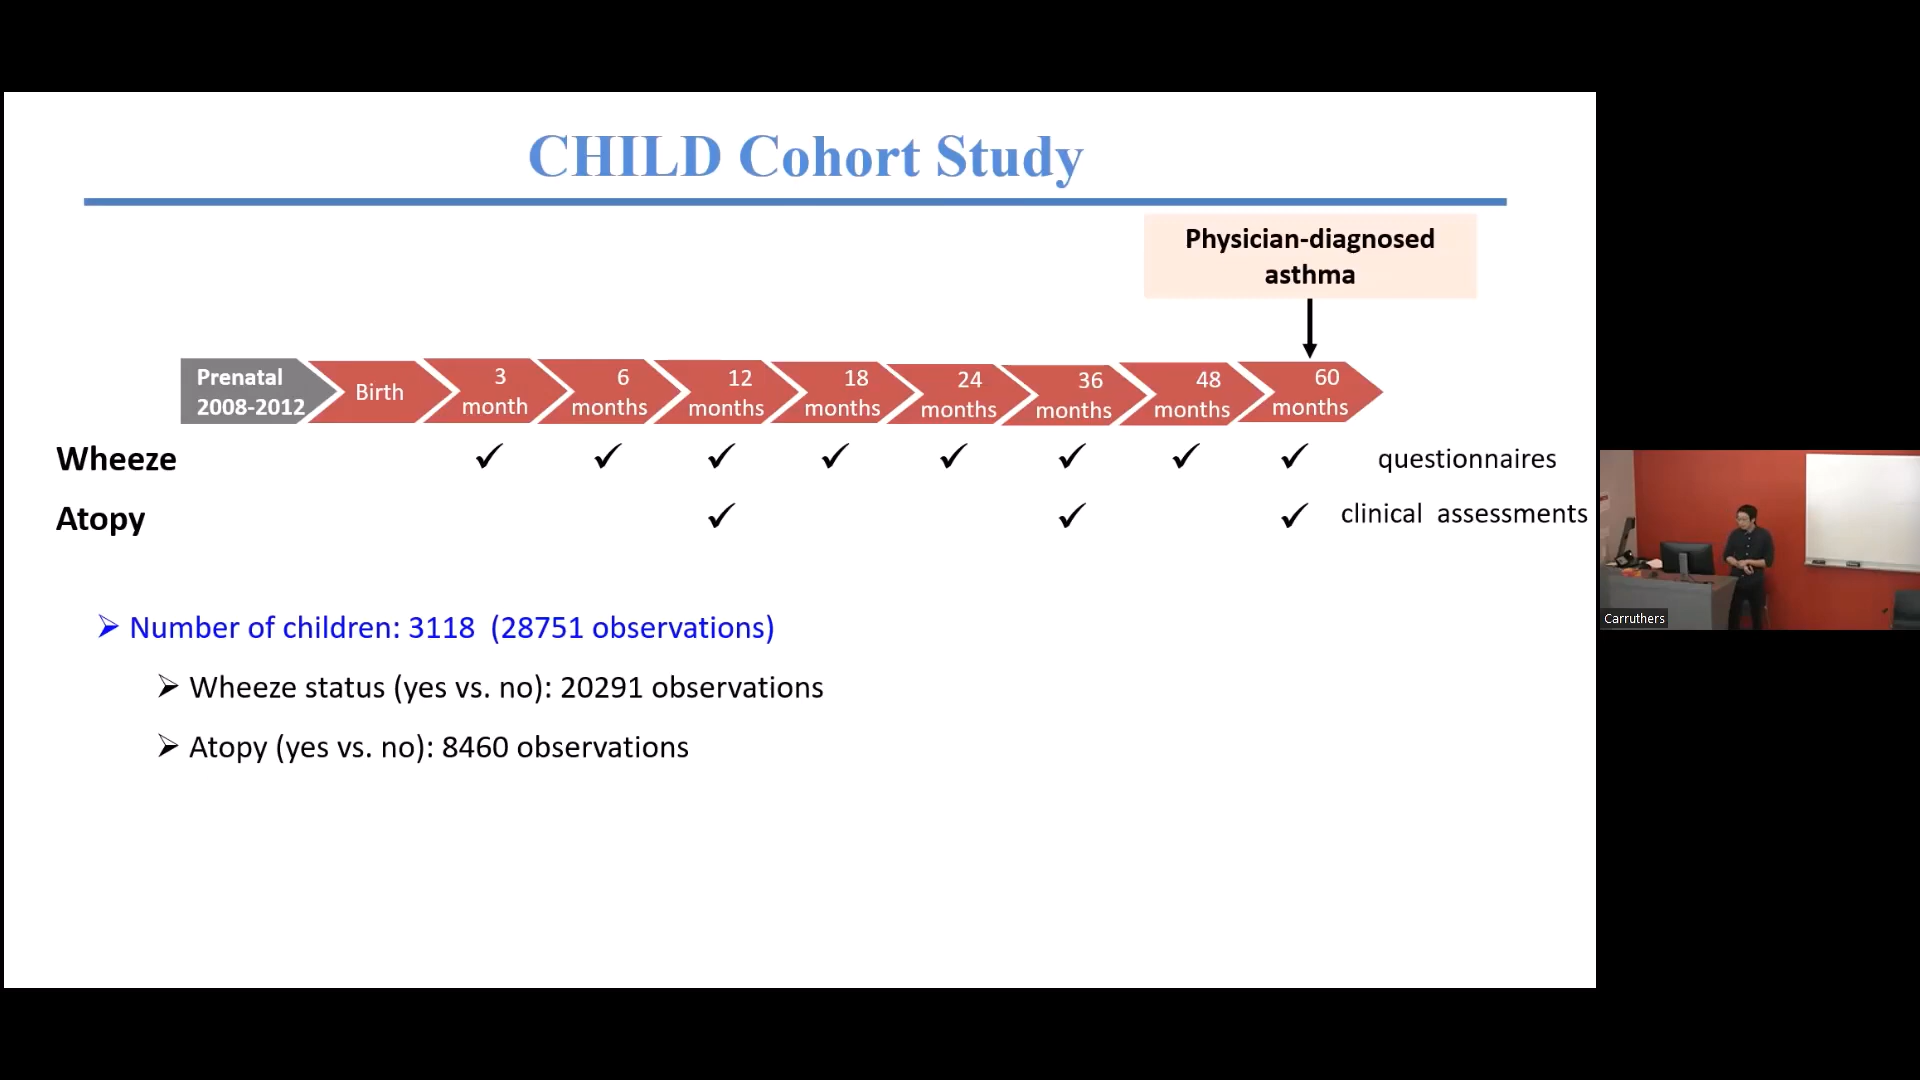 CHILD Cohort Study
Physician-diagnosed
asthma
Prenatal
2008-2012
Birth
3
month
6
months
12
months
18
months
24
months
36
months
48
months
60
months
Wheeze ✓ ✓ ✓ ✓ ✓ ✓ ✓ ✓ questionnaires
Atopy ✓ ✓ ✓ clinical assessments
➢ Number of children: 3118 (28751 observations)
➢ Wheeze status (yes vs. no): 20291 observations
➢ Atopy (yes vs. no): 8460 observations
Carruthers